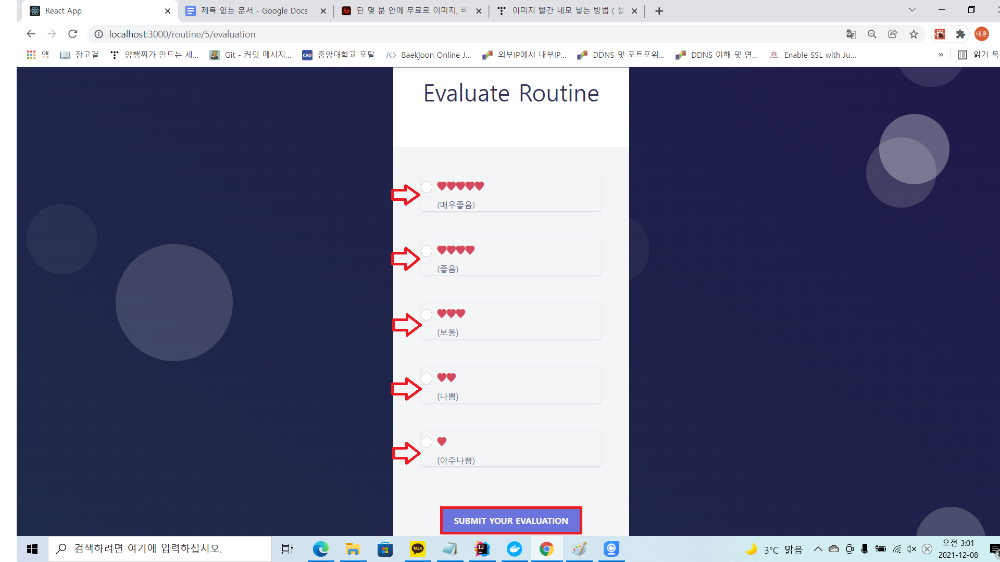 React App
제목 없는 문서 - Google Docs
Sp
단 몇 분 안에 무료로 이미지, 비
이미지 빨간 네모 넣는 방법 ( 설
localhost:3000/routine/5/evaluation
태훈
앱
장고걸
양햄찌가 만드는 세...
Git - 커밋 메시지...
CAU
중앙대학교 포탈
</>
Baekjoon Online J...
외부IP에서 내부IP...
DDNS 및 포트포워...
DDNS 이해 및 연...
Enable SSL with Ju...
»
읽기 목
Evaluate Routine
(매우좋음)
(좋음)
(보통)
(나쁨)
(아주나쁨)
SUBMIT YOUR EVALUATION
검색하려면 여기에 입력하십시오.
TALK
IJ
3°C 맑음
오전 3:01
2021-12-08